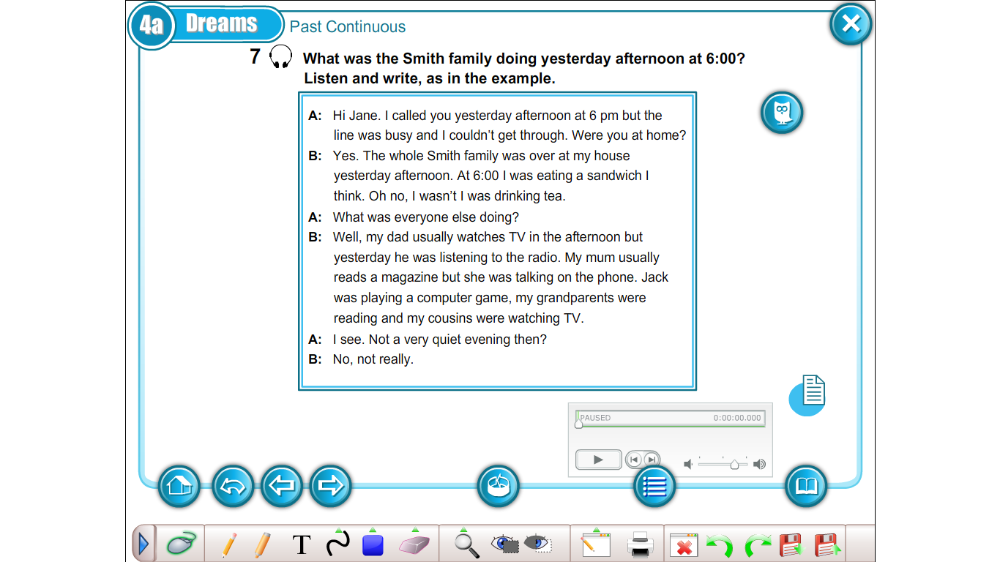 4a Dreams Past Continuous
7 What was the Smith family doing yesterday afternoon at 6:00?
Listen and write, as in the example.
A: Hi Jane. I called you yesterday afternoon at 6 pm but the
line was busy and I couldn't get through. Were you at home?
B: Yes. The whole Smith family was over at my house
yesterday afternoon. At 6:00 I was eating a sandwich I
think. Oh no, I wasn't I was drinking tea.
A: What was everyone else doing?
B: Well, my dad usually watches TV in the afternoon but
yesterday he was listening to the radio. My mum usually
reads a magazine but she was talking on the phone. Jack
was playing a computer game, my grandparents were
reading and my cousins were watching TV.
A: I see. Not a very quiet evening then?
B: No, not really.
PAUSED 0:00:00.000
T